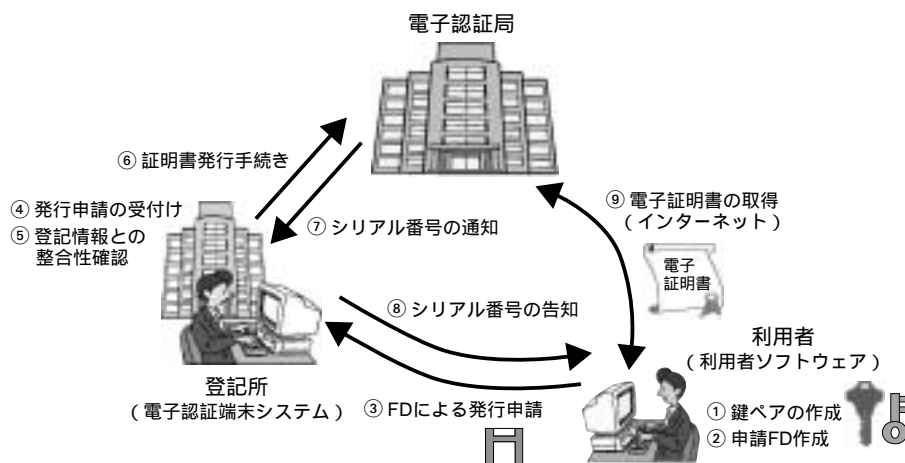 電子認証局
⑥ 証明書発行手続き
④ 発行申請の受付け
⑤ 登記情報との
整合性確認
⑦ シリアル番号の通知
⑨ 電子証明書の取得
(インターネット)
電子
証明書
⑧ シリアル番号の告知
利用者
(利用者ソフトウェア)
登記所
(電子認証端末システム)
③ FDによる発行申請
① 鍵ペアの作成
② 申請FD作成